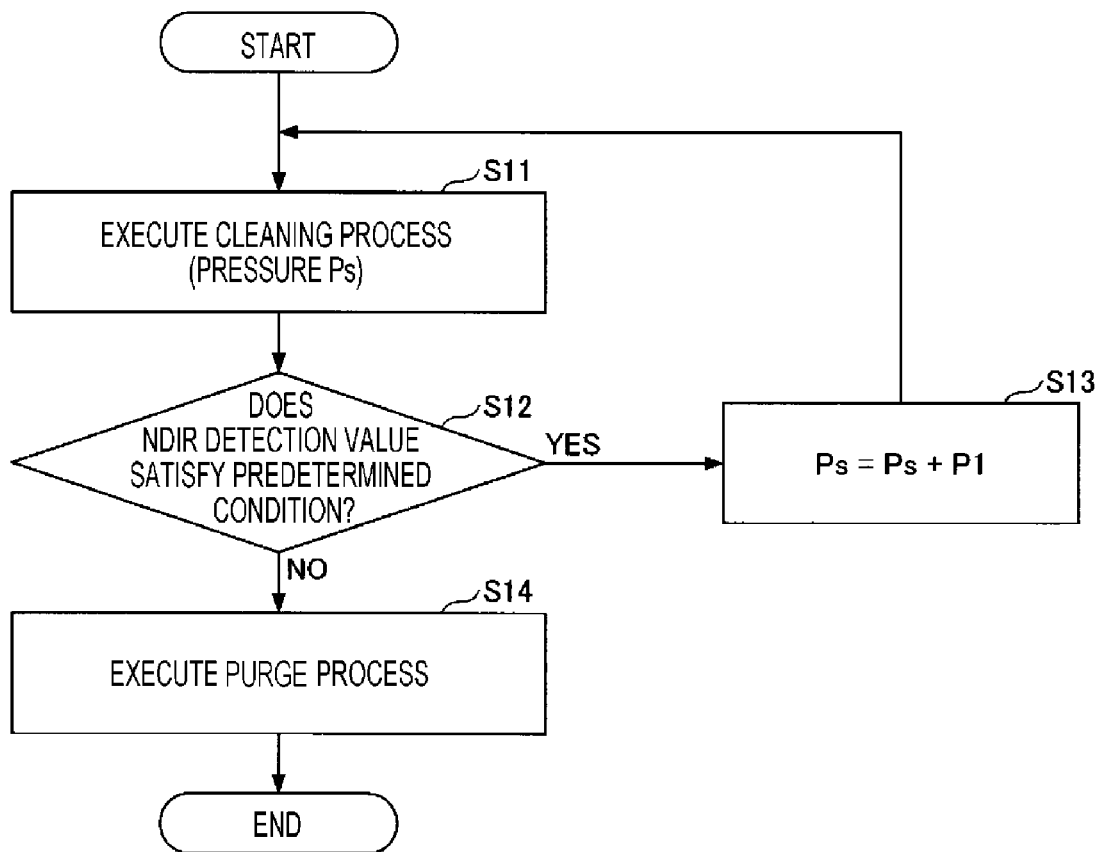 START
S11
EXECUTE CLEANING PROCESS
(PRESSURE Ps)
DOES
NDIR DETECTION VALUE
SATISFY PREDETERMINED
CONDITION?
S12
YES
S13
Ps = Ps + P1
NO
S14
EXECUTE PURGE PROCESS
END